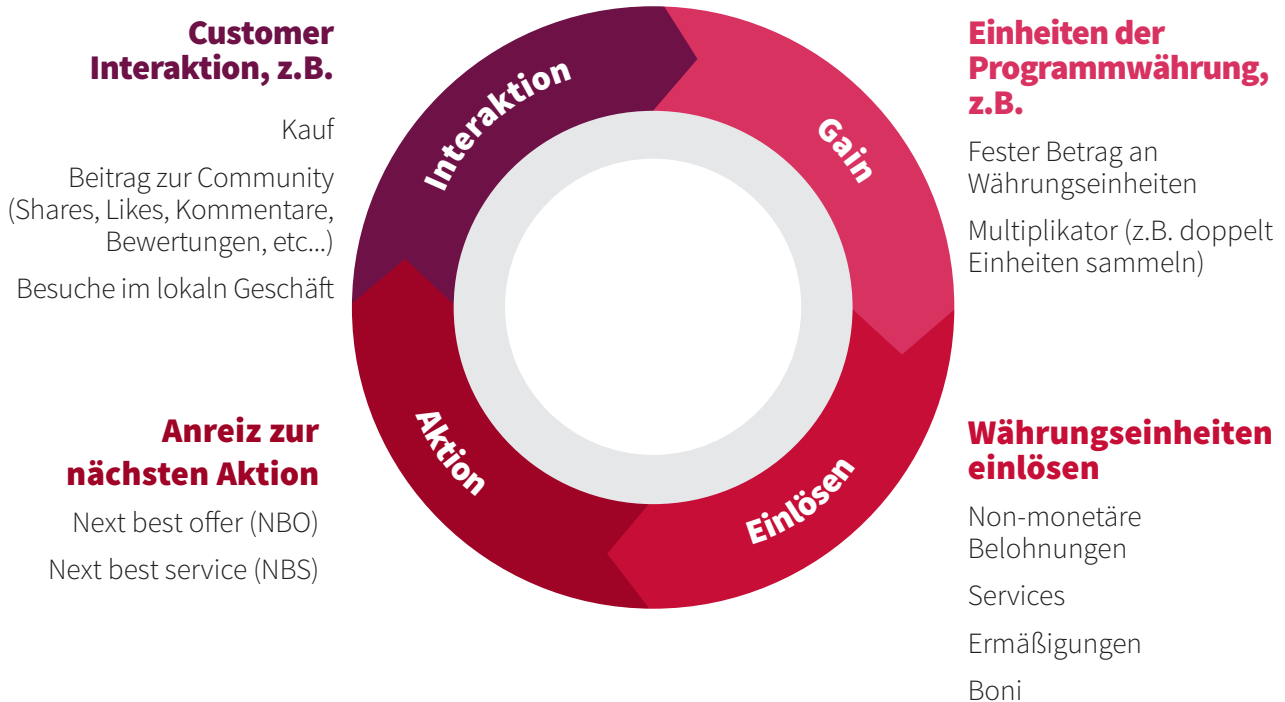 Customer
Interaktion, z.B.
Kauf
Beitrag zur Community
(Shares, Likes, Kommentare,
Bewertungen, etc...)
Besuche im lokaln Geschäft
Interaktion
Gain
Einheiten der
Programmwährung,
z.B.
Fester Betrag an
Währungseinheiten
Multiplikator (z.B. doppelt
Einheiten sammeln)
Anreiz zur
nächsten Aktion
Next best offer (NBO)
Next best service (NBS)
Aktion
Einlösen
Währungseinheiten
einlösen
Non-monetäre
Belohnungen
Services
Ermäßigungen
Boni